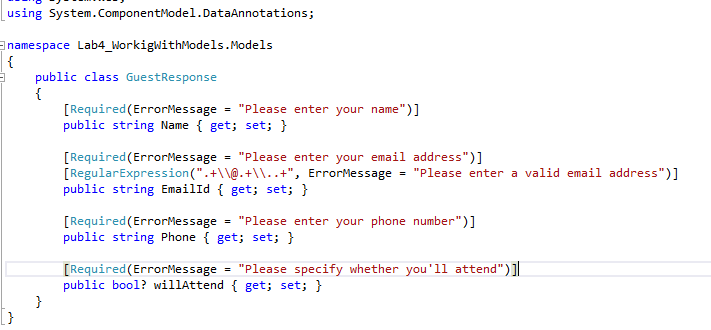 using System.ComponentModel.DataAnnotations;
namespace Lab4_WorkigWithModels.Models
{
public class GuestResponse
{
[Required(ErrorMessage = "Please enter your name")]
public string Name { get; set; }
[Required(ErrorMessage = "Please enter your email address")]
[RegularExpression(".+\\@.+\\..+", ErrorMessage = "Please enter a valid email address")]
public string EmailId { get; set; }
[Required(ErrorMessage = "Please enter your phone number")]
public string Phone { get; set; }
[Required(ErrorMessage = "Please specify whether you'll attend")]
public bool? willAttend { get; set; }
}
}